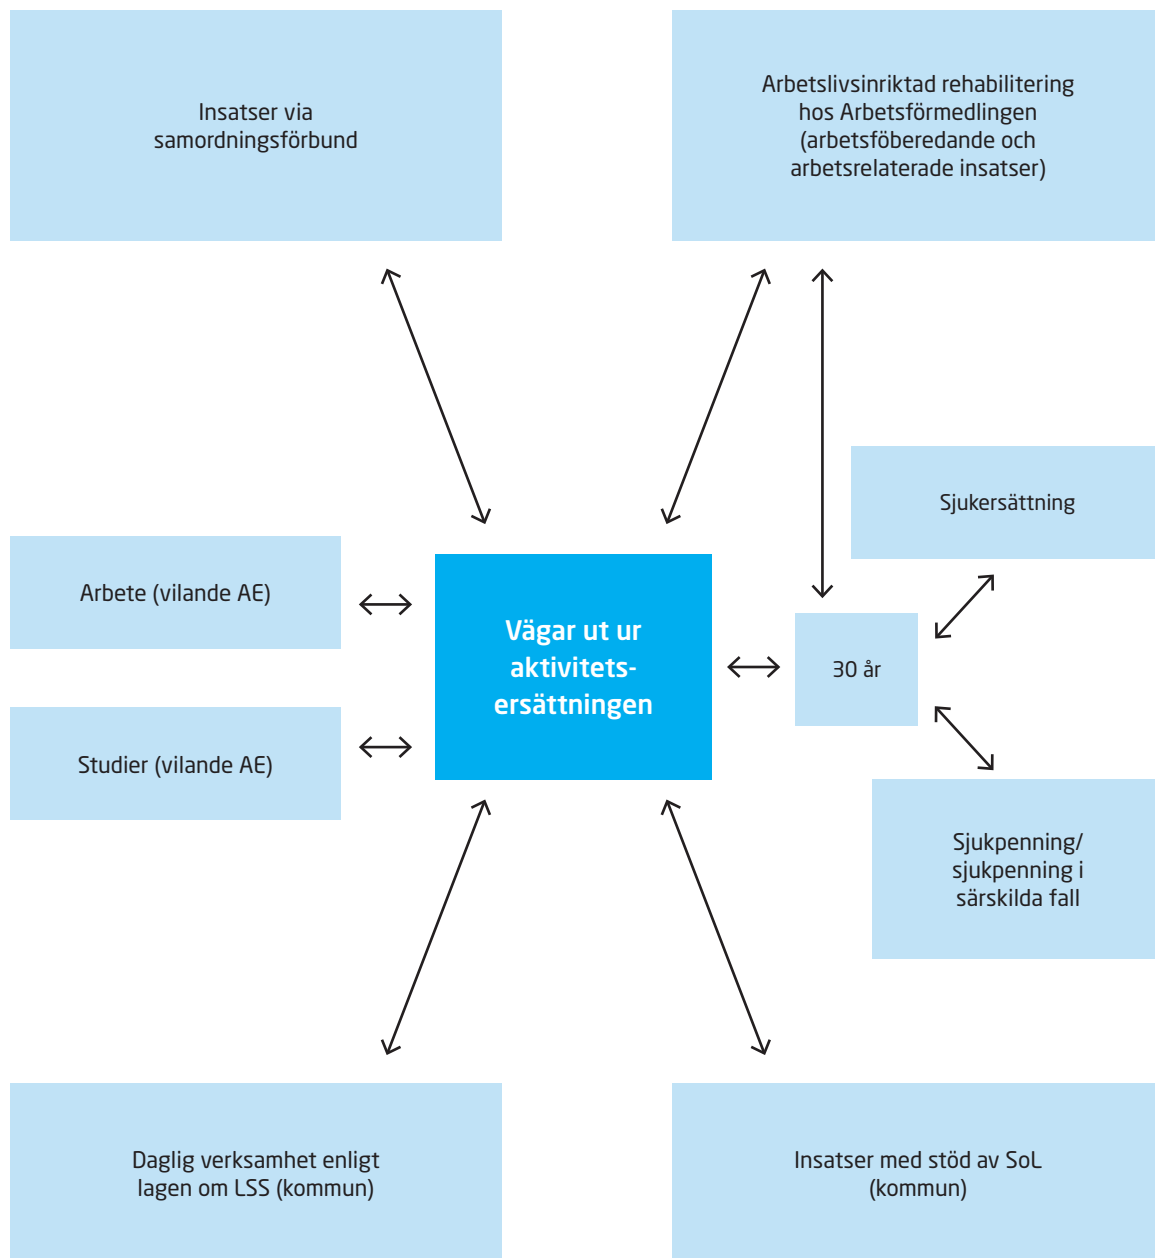 Insatser via
samordningsförbund
Arbetslivsinriktad rehabilitering
hos Arbetsförmedlingen
(arbetsföberedande och
arbetsrelaterade insatser)
Sjukersättning
Arbete (vilande AE)
Vägar ut ur
aktivitets-
ersättningen
30 år
Studier (vilande AE)
Sjukpenning/
sjukpenning i
särskilda fall
Daglig verksamhet enligt
lagen om LSS (kommun)
Insatser med stöd av SoL
(kommun)